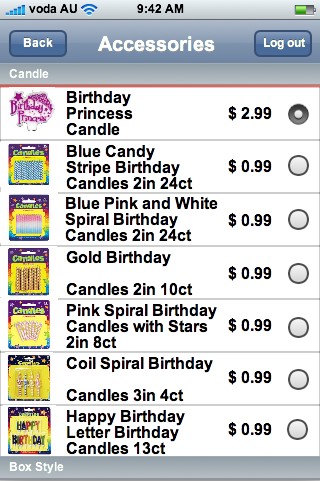 voda AU 9:42 AM
Back Accessories Log out
Candle
Birthday
Princess
Candle
$ 2.99
Birthday
Princess
Blue Candy
Stripe Birthday
Candles 2in 24ct
$ 0.99
Candles
Blue Pink and White
Spiral Birthday
Candles 2in 24ct
$ 0.99
Candles
Gold Birthday
Candles 2in 10ct
$ 0.99
Candles
Pink Spiral Birthday
Candles with Stars
2in 8ct
$ 0.99
Candles
Coil Spiral Birthday
Candles 3in 4ct
$ 0.99
Happy Birthday
Letter Birthday
Candles 13ct
$ 0.99
Candles
HAPPY
BIRTHDAY
Box Style